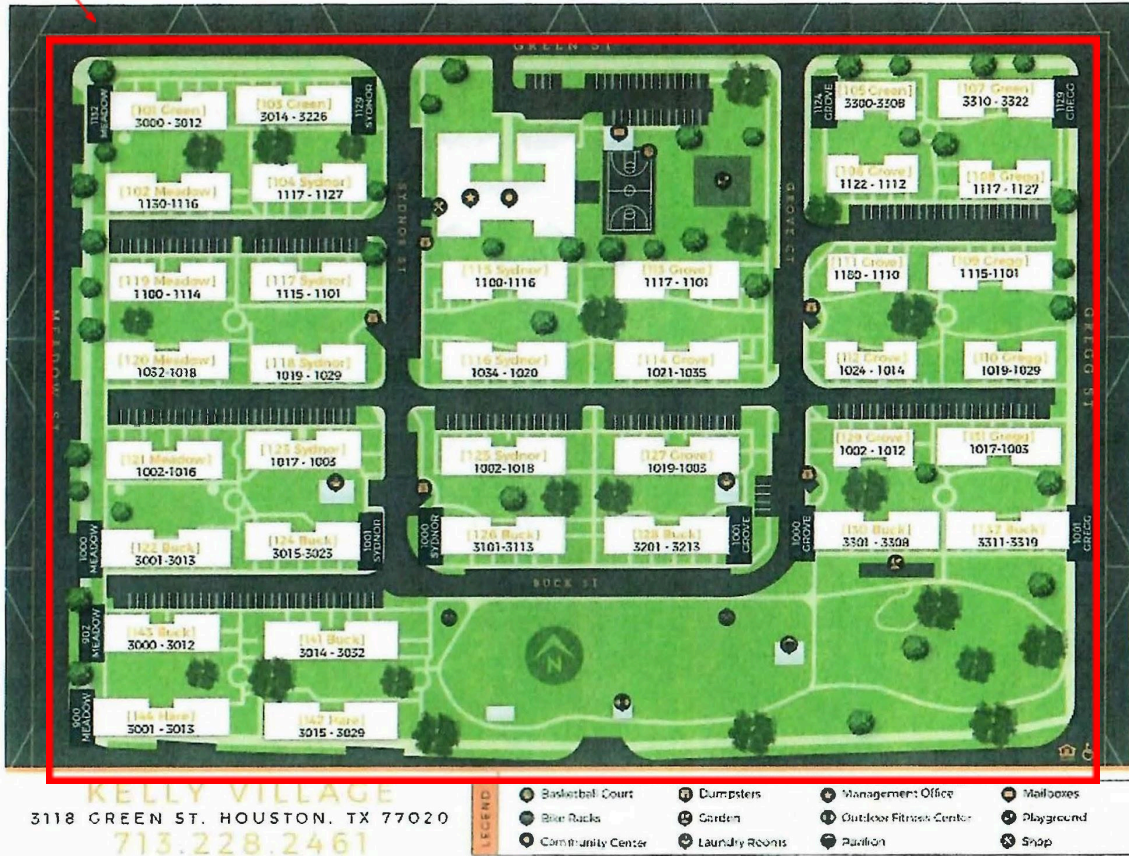 GREEN ST
1132 MEADOW
[101 Green]
3000 - 3012
[103 Green]
3014 - 3226
1129 SYDNOR
1124 GROVE
[105 Green]
3300-3308
[107 Green]
3310 - 3322
1129 GREGG
[102 Meadow]
1130-1116
[104 Sydnor]
1117 - 1127
SYDNOR ST
GROVE CT
[106 Grove]
1122 - 1112
[108 Gregg]
1117 - 1127
[119 Meadow]
1100 - 1114
[117 Sydnor]
1115 - 1101
[115 Sydnor]
1100-1116
[113 Grove]
1117 - 1101
[111 Grove]
1180 - 1110
[109 Gregg]
1115-1101
MEADOW ST
GREGG ST
[120 Meadow]
1032-1018
[118 Sydnor]
1019 - 1029
[116 Sydnor]
1034 - 1020
[114 Grove]
1021-1035
[112 Grove]
1024 - 1014
[110 Gregg]
1019-1029
[121 Meadow]
1002-1016
[123 Sydnor]
1017 - 1003
[125 Sydnor]
1002-1018
[127 Grove]
1019-1003
[129 Grove]
1002 - 1012
[131 Gregg]
1017-1003
1000 MEADOW
[122 Buck]
3001-3013
[124 Buck]
3015-3023
1001 SYDNOR
1000 SYDNOR
[126 Buck]
3101-3113
[128 Buck]
3201 - 3213
1001 GROVE
1000 GROVE
[130 Buck]
3301 - 3308
[132 Buck]
3311-3319
1001 GREGG
BUCK ST
902 MEADOW
[143 Buck]
3000 - 3012
[141 Buck]
3014 - 3032
N
900 MEADOW
[144 Hare]
3001 - 3013
[142 Hare]
3015 - 3029
KELLY VILLAGE
3118 GREEN ST. HOUSTON, TX 77020
713.228.2461
LEGEND
Basketball Court
Bike Racks
Community Center
Dumpsters
Garden
Laundry Rooms
Management Office
Outdoor Fitness Center
Pavilion
Mailboxes
Playground
Shop